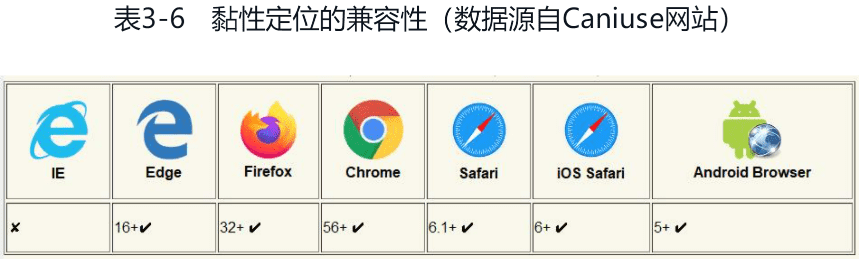 表3-6 黏性定位的兼容性（数据源自Caniuse网站）
IE Edge Firefox Chrome Safari iOS Safari Android Browser
✘ 16+✔ 32+ ✔ 56+ ✔ 6.1+ ✔ 6+ ✔ 5+ ✔